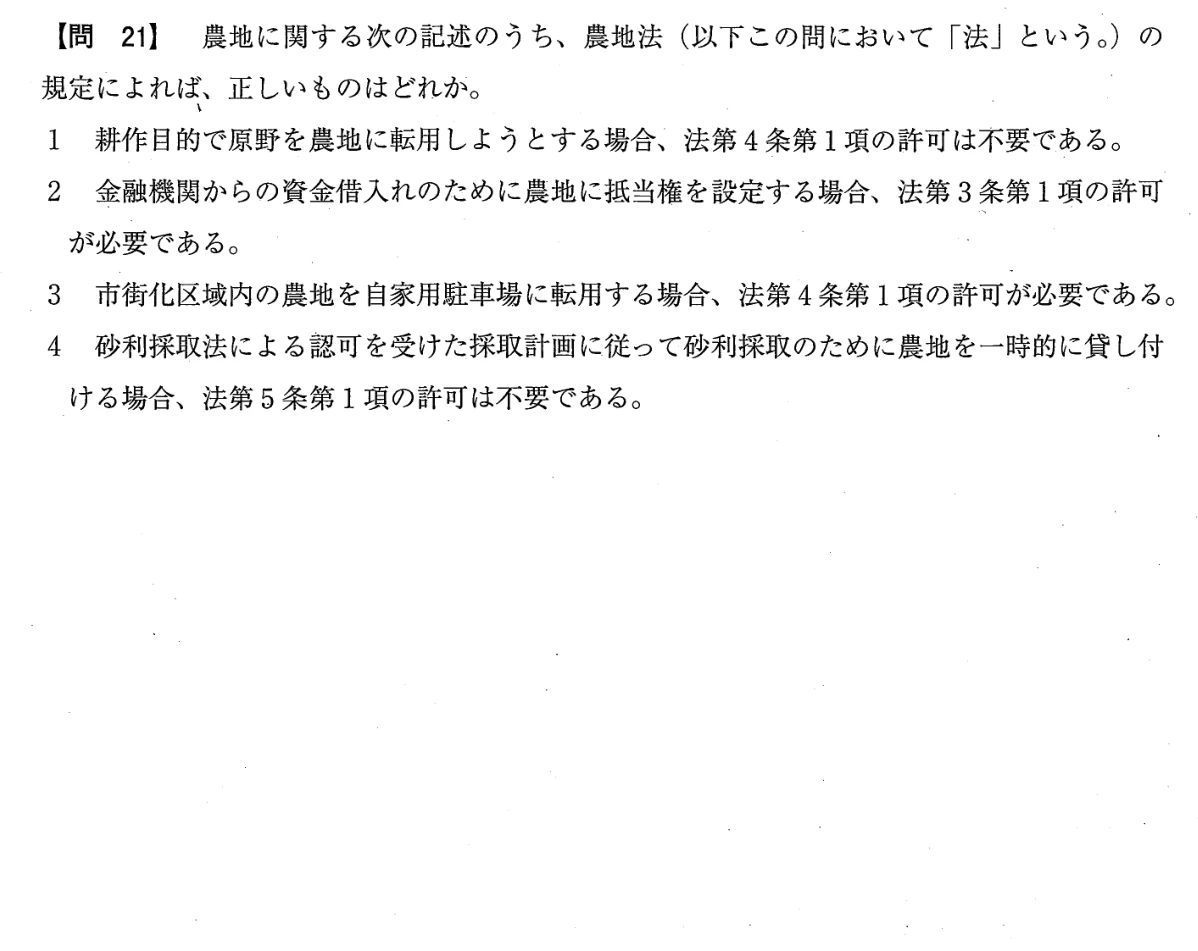 【問　21】　農地に関する次の記述のうち、農地法（以下この問において「法」という。）の
規定によれば、正しいものはどれか。
1　耕作目的で原野を農地に転用しようとする場合、法第4条第1項の許可は不要である。
2　金融機関からの資金借入れのために農地に抵当権を設定する場合、法第3条第1項の許可
が必要である。
3　市街化区域内の農地を自家用駐車場に転用する場合、法第4条第1項の許可が必要である。
4　砂利採取法による認可を受けた採取計画に従って砂利採取のために農地を一時的に貸し付
ける場合、法第5条第1項の許可は不要である。